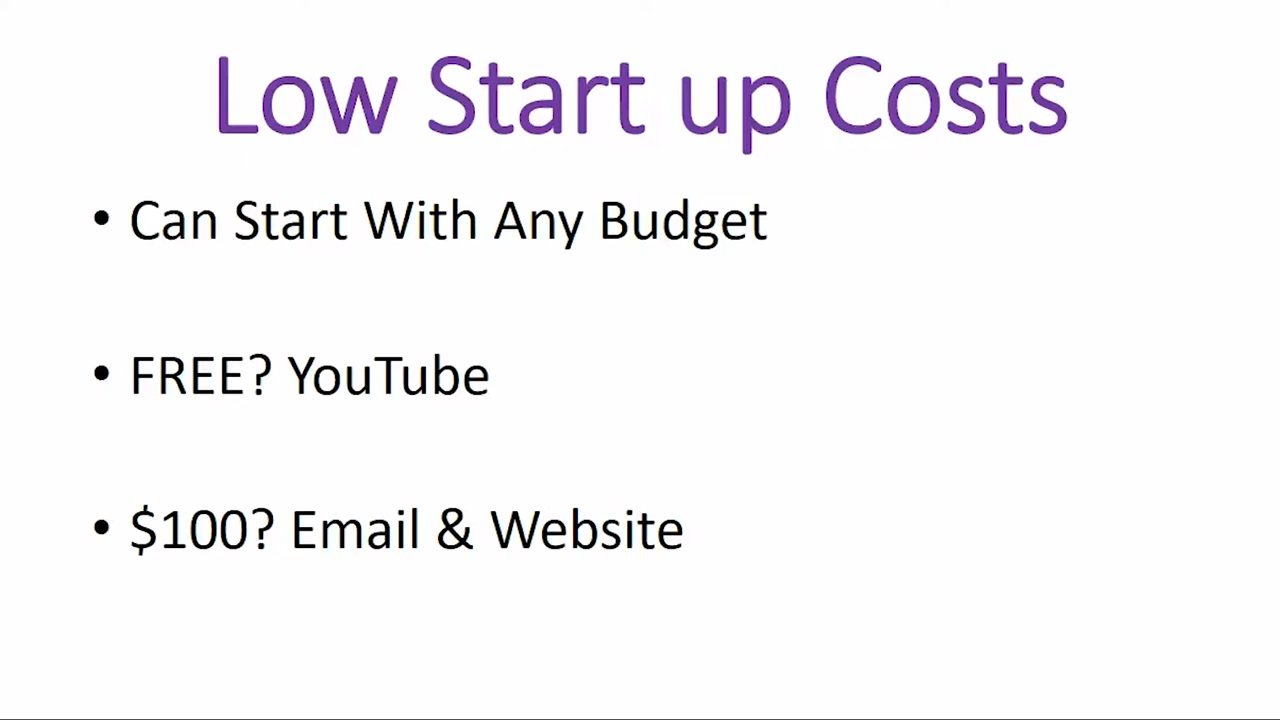 Low Start up Costs
• Can Start With Any Budget
• FREE? YouTube
• $100? Email & Website